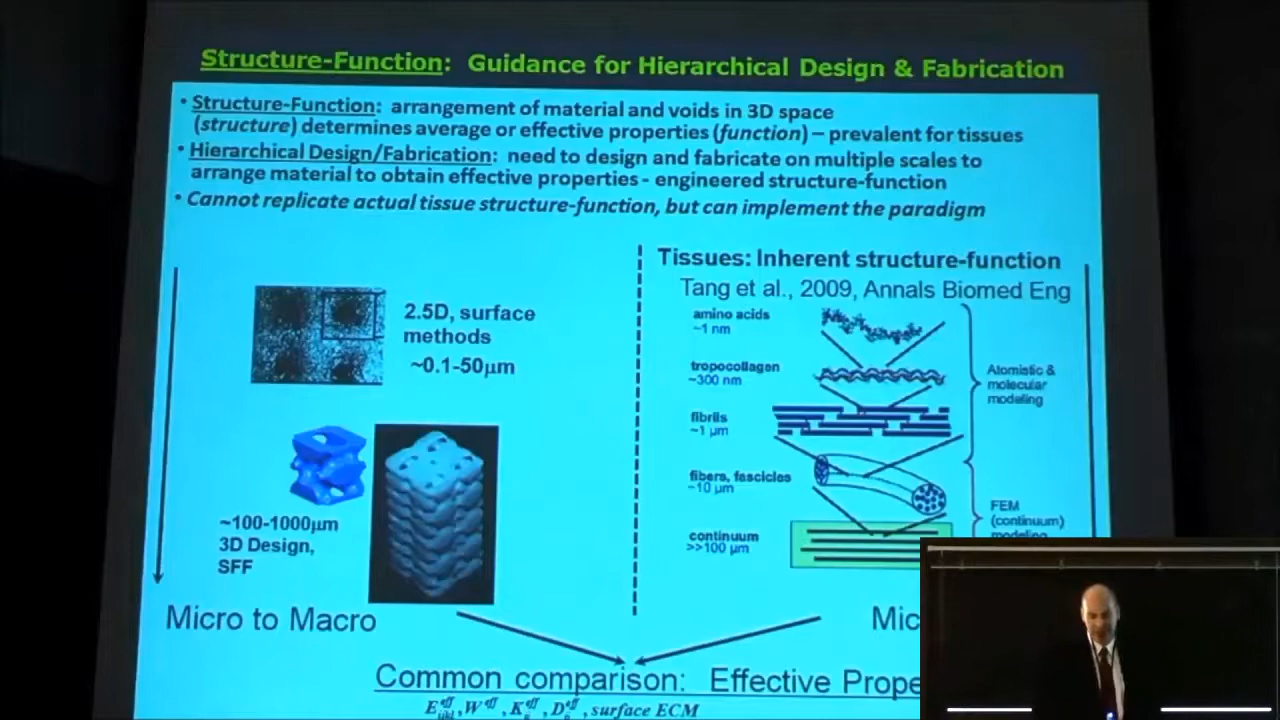 Structure-Function: Guidance for Hierarchical Design & Fabrication
• Structure-Function: arrangement of material and voids in 3D space
(structure) determines average or effective properties (function) – prevalent for tissues
• Hierarchical Design/Fabrication: need to design and fabricate on multiple scales to
arrange material to obtain effective properties - engineered structure-function
• Cannot replicate actual tissue structure-function, but can implement the paradigm
2.5D, surface
methods
~0.1-50μm
~100-1000μm
3D Design,
SFF
Micro to Macro
Tissues: Inherent structure-function
Tang et al., 2009, Annals Biomed Eng
amino acids
~1 nm
tropocollagen
~300 nm
fibrils
~1 μm
fibers, fascicles
~10 μm
continuum
>>100 μm
Atomistic &
molecular
modeling
FEM
(continuum)
modeling
Mic
Common comparison: Effective Prope
surface ECM